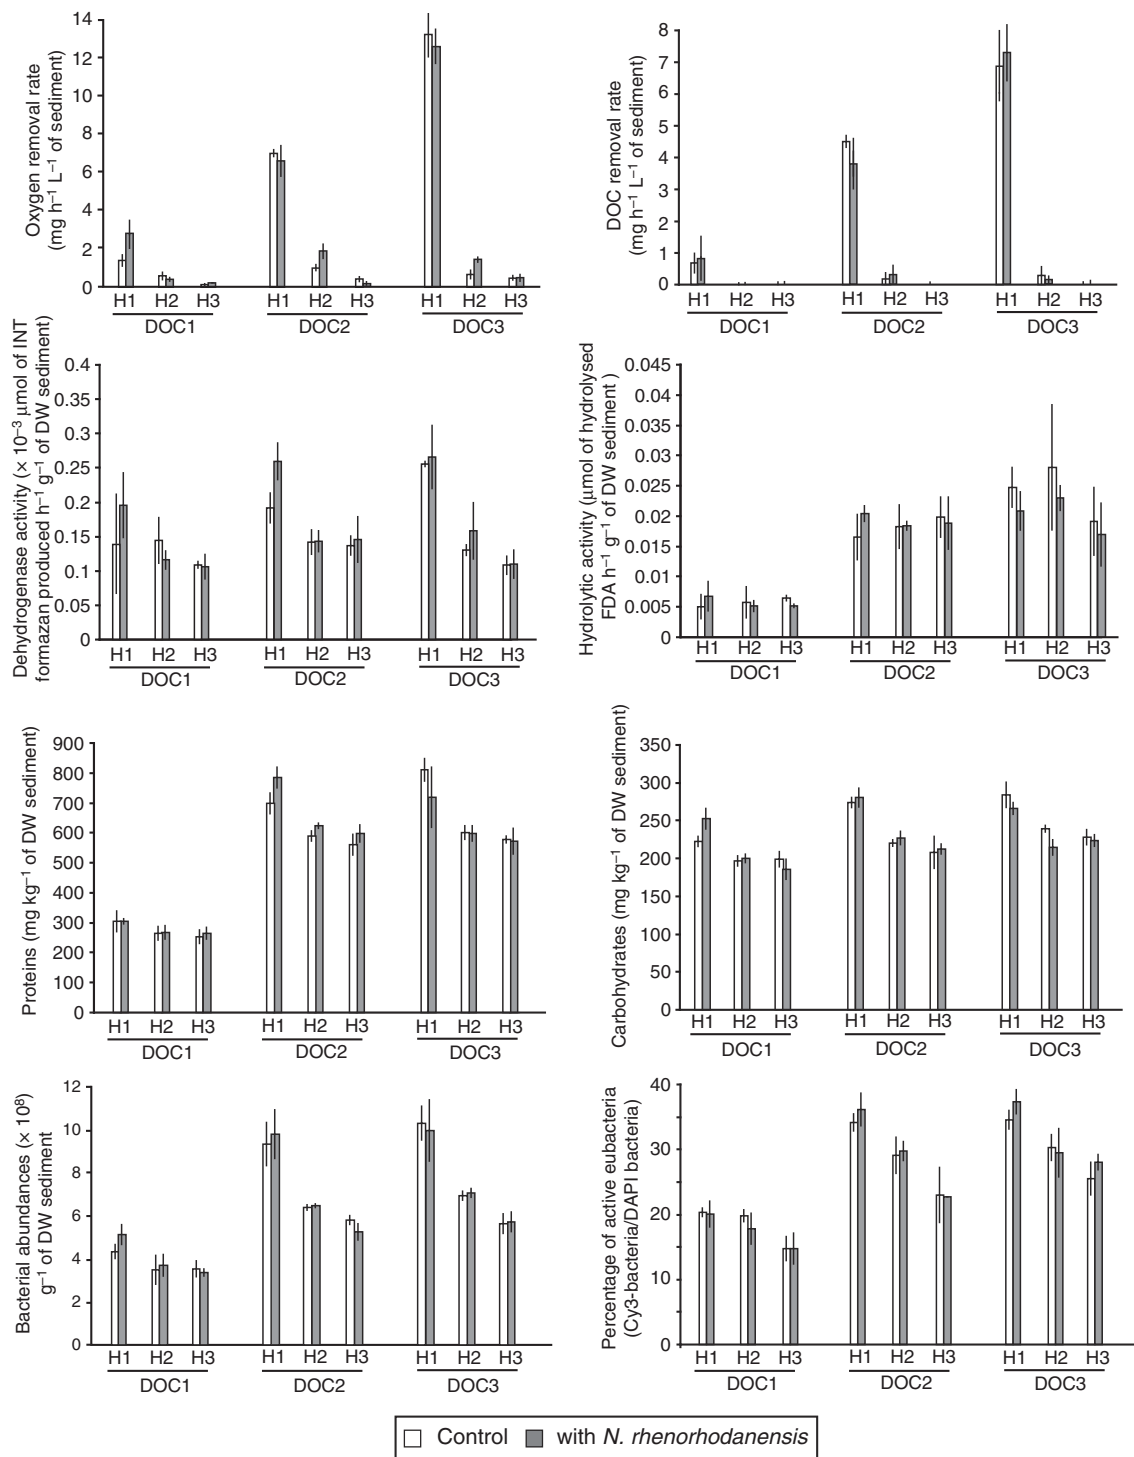 Oxygen removal rate
(mg h⁻¹ L⁻¹ of sediment)
14
12
10
8
6
4
2
0
H1 H2 H3 H1 H2 H3 H1 H2 H3
DOC1 DOC2 DOC3
DOC removal rate
(mg h⁻¹ L⁻¹ of sediment)
8
7
6
5
4
3
2
1
0
H1 H2 H3 H1 H2 H3 H1 H2 H3
DOC1 DOC2 DOC3
Dehydrogenase activity (× 10⁻³ μmol of INT
formazan produced h⁻¹ g⁻¹ of DW sediment)
0.4
0.35
0.3
0.25
0.2
0.15
0.1
0.05
0
H1 H2 H3 H1 H2 H3 H1 H2 H3
DOC1 DOC2 DOC3
Hydrolytic activity (μmol of hydrolysed
FDA h⁻¹ g⁻¹ of DW sediment )
0.045
0.04
0.035
0.03
0.025
0.02
0.015
0.01
0.005
0
H1 H2 H3 H1 H2 H3 H1 H2 H3
DOC1 DOC2 DOC3
Proteins (mg kg⁻¹ of DW sediment)
900
800
700
600
500
400
300
200
100
0
H1 H2 H3 H1 H2 H3 H1 H2 H3
DOC1 DOC2 DOC3
Carbohydrates (mg kg⁻¹ of DW sediment)
350
300
250
200
150
100
50
0
H1 H2 H3 H1 H2 H3 H1 H2 H3
DOC1 DOC2 DOC3
Bacterial abundances (× 10⁸)
g⁻¹ of DW sediment
12
10
8
6
4
2
0
H1 H2 H3 H1 H2 H3 H1 H2 H3
DOC1 DOC2 DOC3
Percentage of active eubacteria
(Cy3-bacteria/DAPI bacteria)
40
30
20
10
0
H1 H2 H3 H1 H2 H3 H1 H2 H3
DOC1 DOC2 DOC3
Control with N. rhenorhodanensis